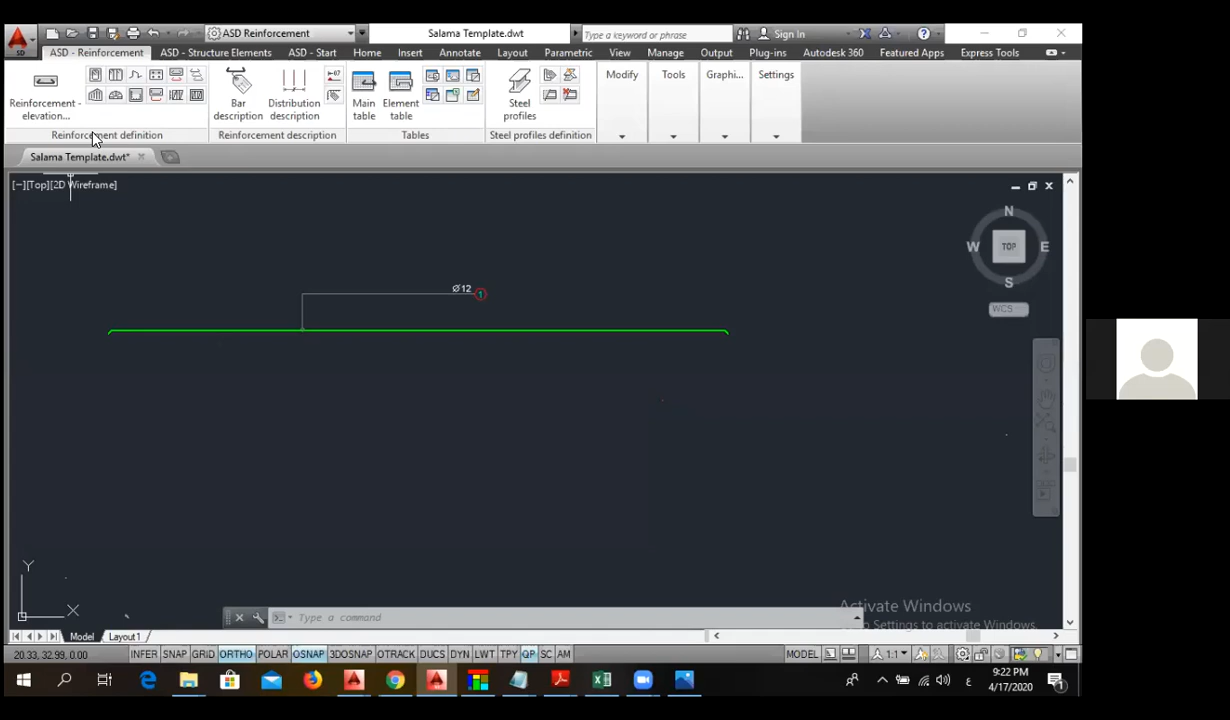 ASD Reinforcement
Salama Template.dwt
Type a keyword or phrase
Sign In
ASD - Reinforcement
ASD - Structure Elements
ASD - Start
Home
Insert
Annotate
Layout
Parametric
View
Manage
Output
Plug-ins
Autodesk 360
Featured Apps
Express Tools
Reinforcement -
elevation...
Bar
description
Distribution
description
Main
table
Element
table
Steel
profiles
Modify
Tools
Graphi...
Settings
Reinforcement definition
Reinforcement description
Tables
Steel profiles definition
Salama Template.dwt*
[−][Top][2D Wireframe]
N
W
TOP
E
S
WCS
Ø12
1
Y
X
Type a command
Activate Windows
o Settings to activate Windows.
Model
Layout1
20.33, 32.99, 0.00
INFER
SNAP
GRID
ORTHO
POLAR
OSNAP
3DOSNAP
OTRACK
DUCS
DYN
LWT
TPY
QP
SC
AM
MODEL
1:1
9:22 PM
ع
4/17/2020